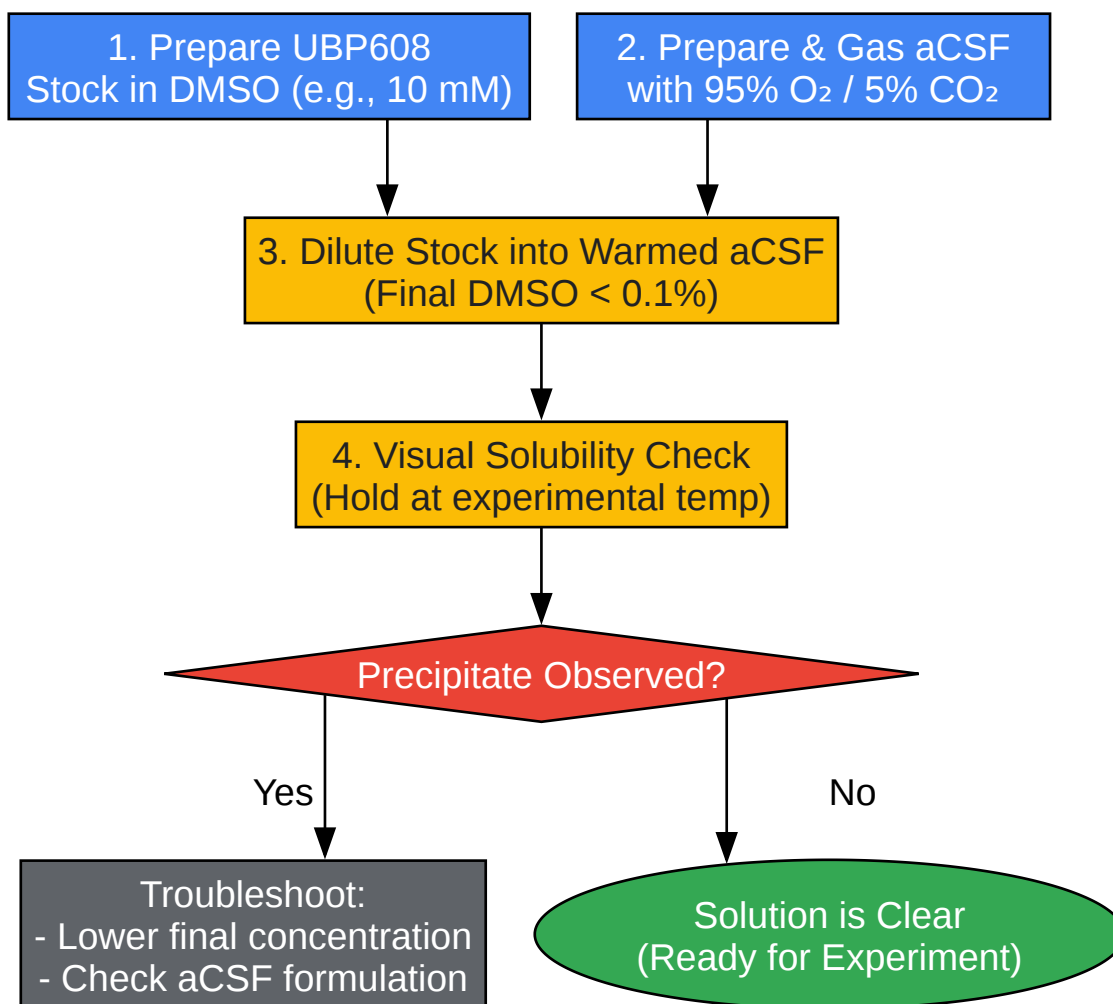 1. Prepare UBP608
Stock in DMSO (e.g., 10 mM)
2. Prepare & Gas aCSF
with 95% O₂ / 5% CO₂
3. Dilute Stock into Warmed aCSF
(Final DMSO < 0.1%)
4. Visual Solubility Check
(Hold at experimental temp)
Precipitate Observed?
Yes
No
Troubleshoot:
- Lower final concentration
- Check aCSF formulation
Solution is Clear
(Ready for Experiment)